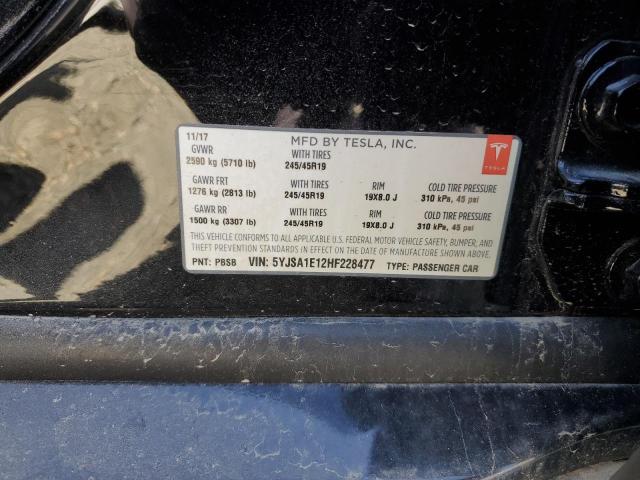 11/17 MFD BY TESLA, INC.
GVWR WITH TIRES
2590 kg (5710 lb) 245/45R19
TESLA
GAWR FRT WITH TIRES RIM COLD TIRE PRESSURE
1276 kg (2813 lb) 245/45R19 19X8.0 J 310 kPa, 45 psi
GAWR RR WITH TIRES RIM COLD TIRE PRESSURE
1500 kg (3307 lb) 245/45R19 19X8.0 J 310 kPa, 45 psi
THIS VEHICLE CONFORMS TO ALL APPLICABLE U.S. FEDERAL MOTOR VEHICLE SAFETY, BUMPER, AND
THEFT PREVENTION STANDARDS IN EFFECT ON THE DATE OF MANUFACTURE SHOWN ABOVE.
PNT: PBSB VIN: 5YJSA1E12HF228477 TYPE: PASSENGER CAR